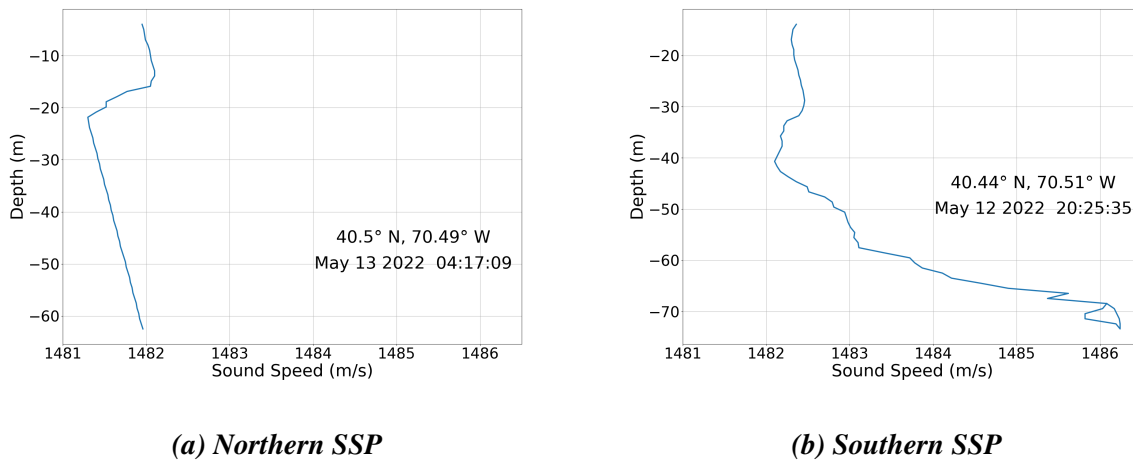 −10
−20
−30
−40
−50
−60
Depth (m)
40.5° N, 70.49° W
May 13 2022  04:17:09
1481 1482 1483 1484 1485 1486
Sound Speed (m/s)
(a) Northern SSP
−20
−30
−40
−50
−60
−70
Depth (m)
40.44° N, 70.51° W
May 12 2022  20:25:35
1481 1482 1483 1484 1485 1486
Sound Speed (m/s)
(b) Southern SSP